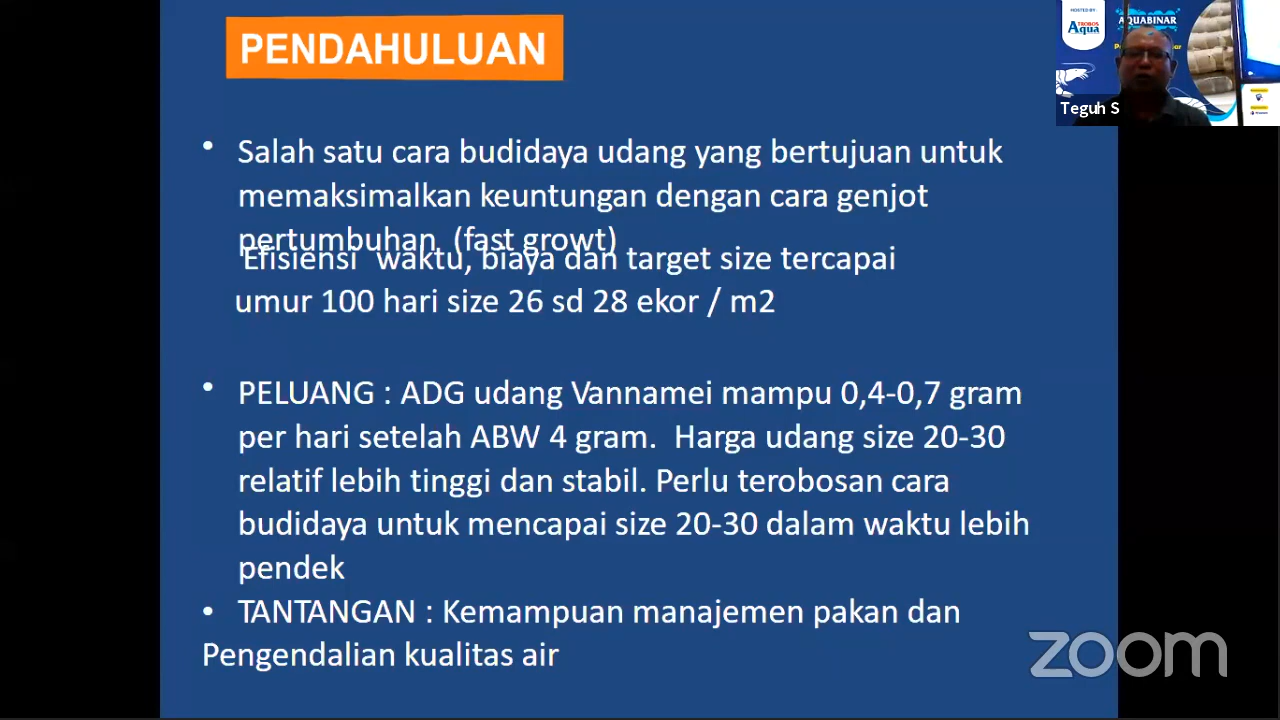 PENDAHULUAN
HOSTED BY:
TROBOS
Aqua
AQUABINAR
Teguh S
• Salah satu cara budidaya udang yang bertujuan untuk
memaksimalkan keuntungan dengan cara genjot
pertumbuhan (fast growt)
Efisiensi waktu, biaya dan target size tercapai
umur 100 hari size 26 sd 28 ekor / m2
• PELUANG : ADG udang Vannamei mampu 0,4-0,7 gram
per hari setelah ABW 4 gram. Harga udang size 20-30
relatif lebih tinggi dan stabil. Perlu terobosan cara
budidaya untuk mencapai size 20-30 dalam waktu lebih
pendek
• TANTANGAN : Kemampuan manajemen pakan dan
Pengendalian kualitas air
zoom